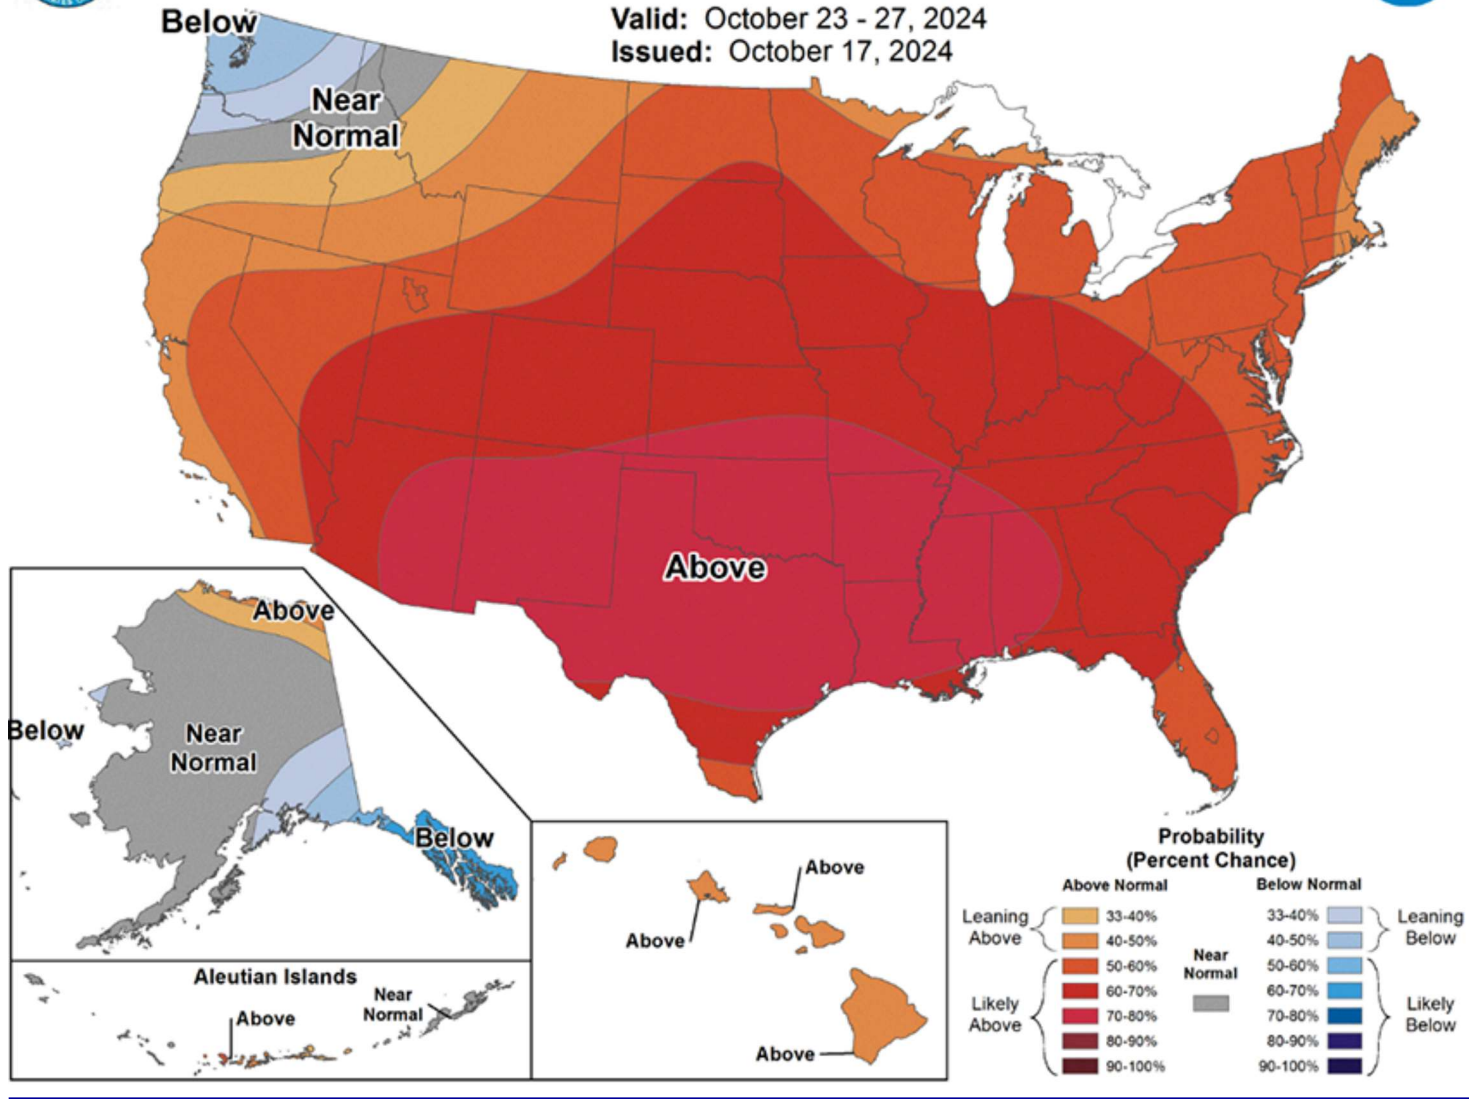 Valid: October 23 - 27, 2024
Issued: October 17, 2024
Below
Near
Normal
Above
Above
Below
Near
Normal
Below
Aleutian Islands
Above
Near
Normal
Above
Above
Above
Probability
(Percent Chance)
Above Normal
Below Normal
Leaning
Above
33-40%
40-50%
Likely
Above
50-60%
60-70%
70-80%
80-90%
90-100%
Near
Normal
33-40%
40-50%
Leaning
Below
50-60%
60-70%
70-80%
80-90%
90-100%
Likely
Below